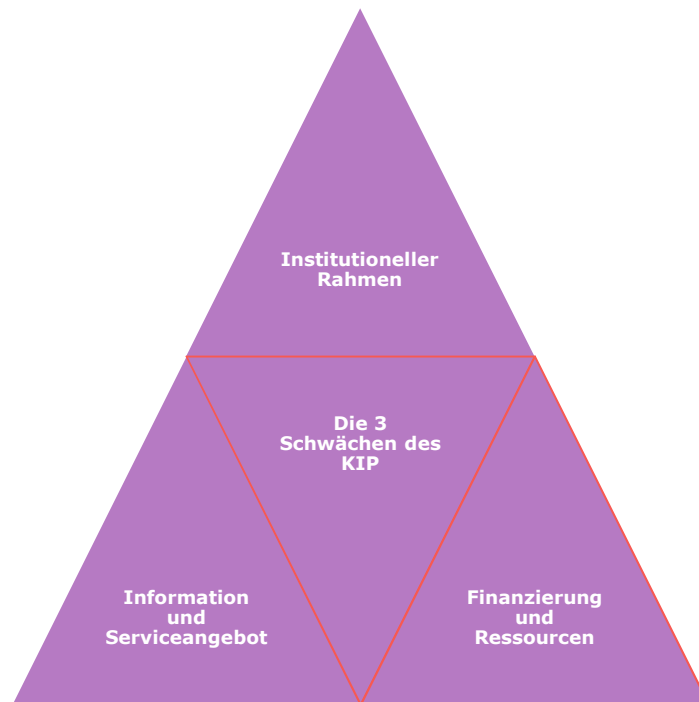 Institutioneller
Rahmen
Die 3
Schwächen des
KIP
Information
und
Serviceangebot
Finanzierung
und
Ressourcen